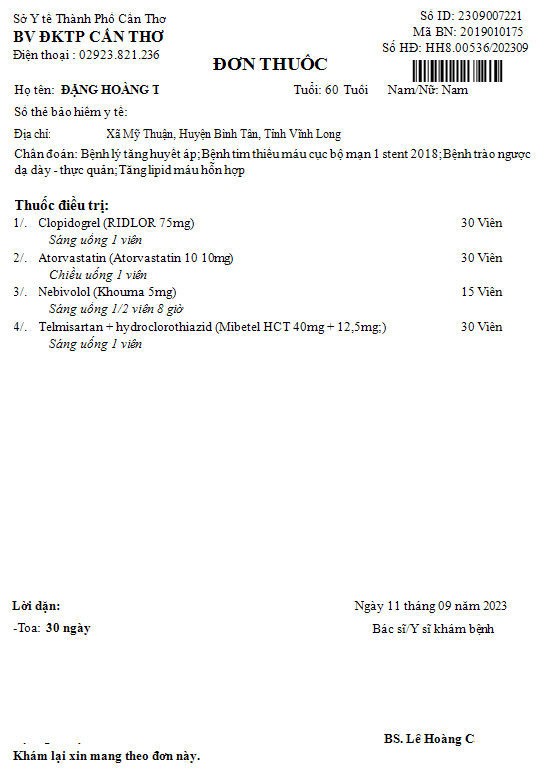 Sở Y tế Thành Phố Cần Thơ
BV ĐKTP CẦN THƠ
Điện thoại : 02923.821.236
Số ID: 2309007221
Mã BN: 2019010175
Số HĐ: HH8.00536/202309
ĐƠN THUỐC
Họ tên: ĐẶNG HOÀNG T Tuổi: 60 Tuổi Nam/Nữ: Nam
Số thẻ bảo hiểm y tế:
Địa chỉ: Xã Mỹ Thuận, Huyện Bình Tân, Tỉnh Vĩnh Long
Chẩn đoán: Bệnh lý tăng huyết áp; Bệnh tim thiếu máu cục bộ mạn 1 stent 2018; Bệnh trào ngược
dạ dày - thực quản; Tăng lipid máu hỗn hợp
Thuốc điều trị:
1/. Clopidogrel (RIDLOR 75mg) 30 Viên
Sáng uống 1 viên
2/. Atorvastatin (Atorvastatin 10 10mg) 30 Viên
Chiều uống 1 viên
3/. Nebivolol (Khouma 5mg) 15 Viên
Sáng uống 1/2 viên 8 giờ
4/. Telmisartan + hydroclorothiazid (Mibetel HCT 40mg + 12,5mg;) 30 Viên
Sáng uống 1 viên
Lời dặn:
-Toa: 30 ngày
Ngày 11 tháng 09 năm 2023
Bác sĩ/Y sĩ khám bệnh
BS. Lê Hoàng C
Khám lại xin mang theo đơn này.